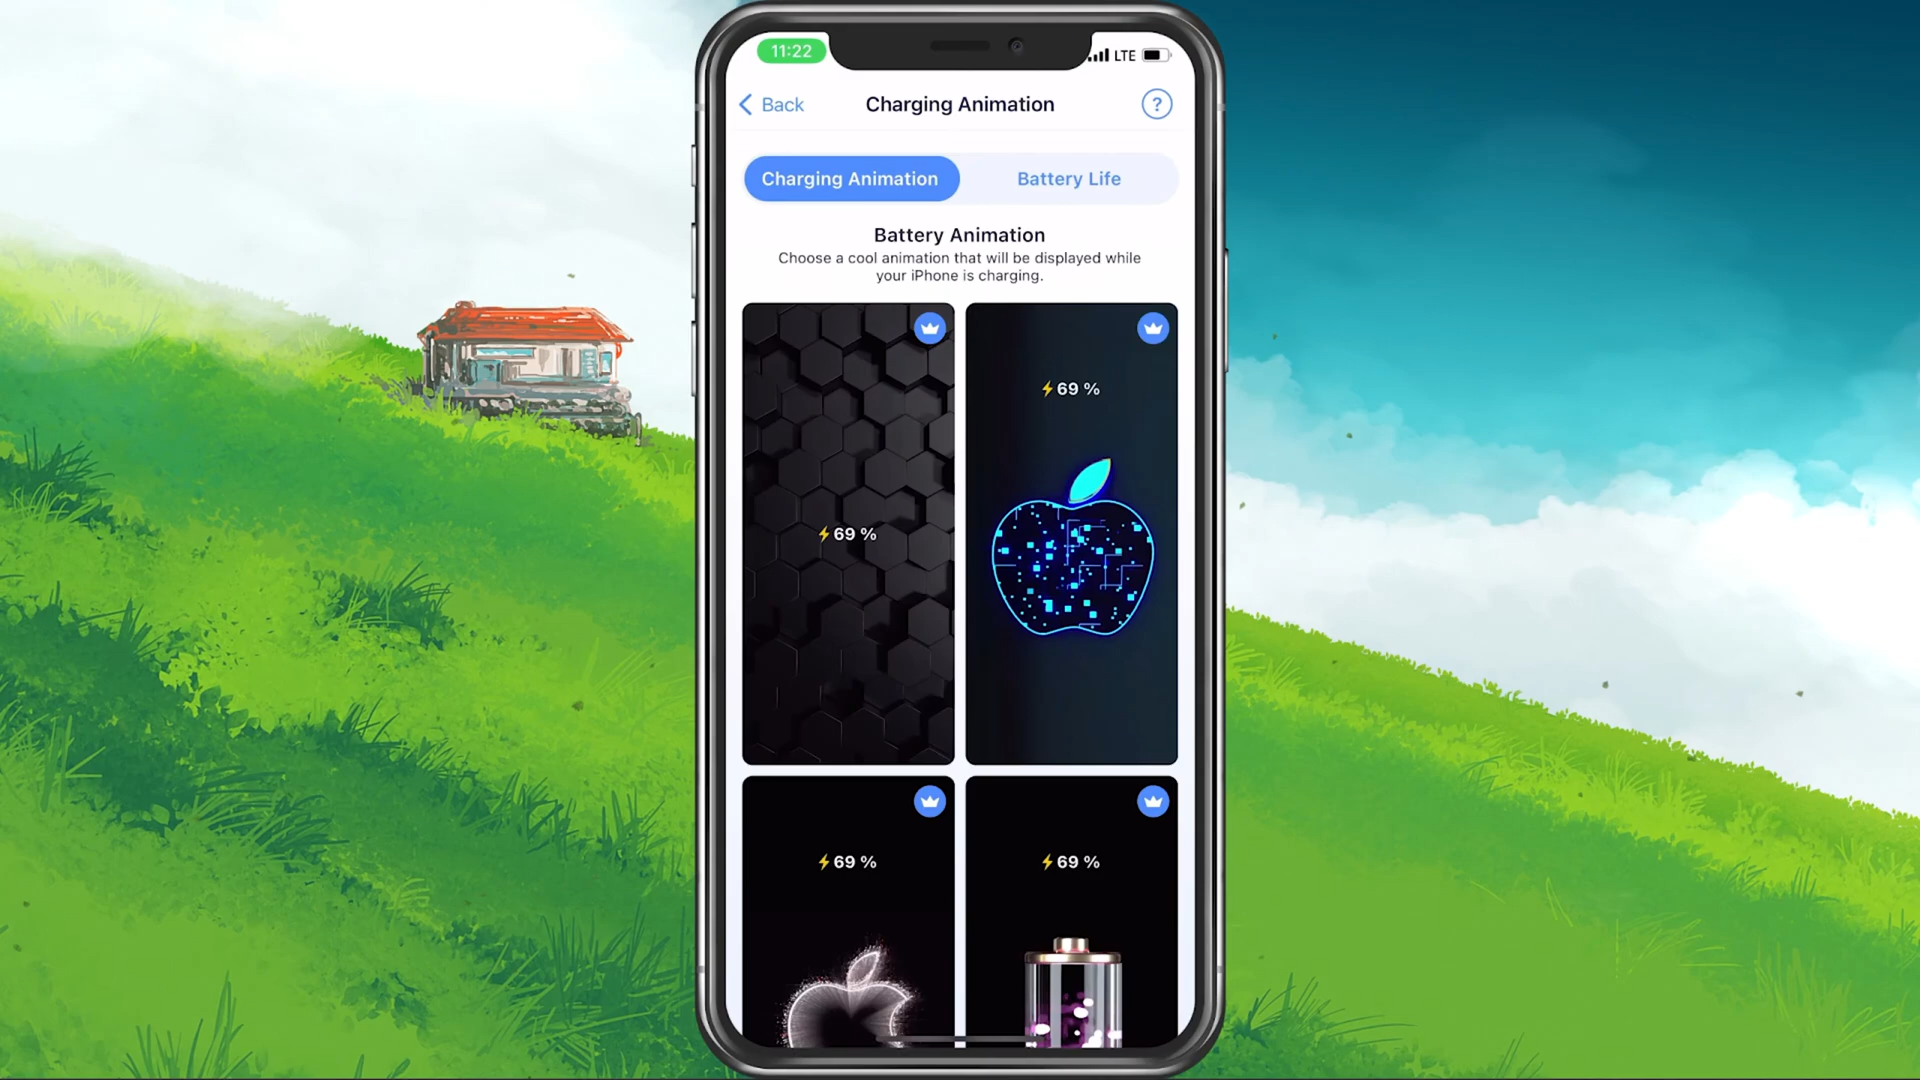 11:22
LTE
Back
Charging Animation
?
Charging Animation
Battery Life
Battery Animation
Choose a cool animation that will be displayed while
your iPhone is charging.
69 %
69 %
69 %
69 %